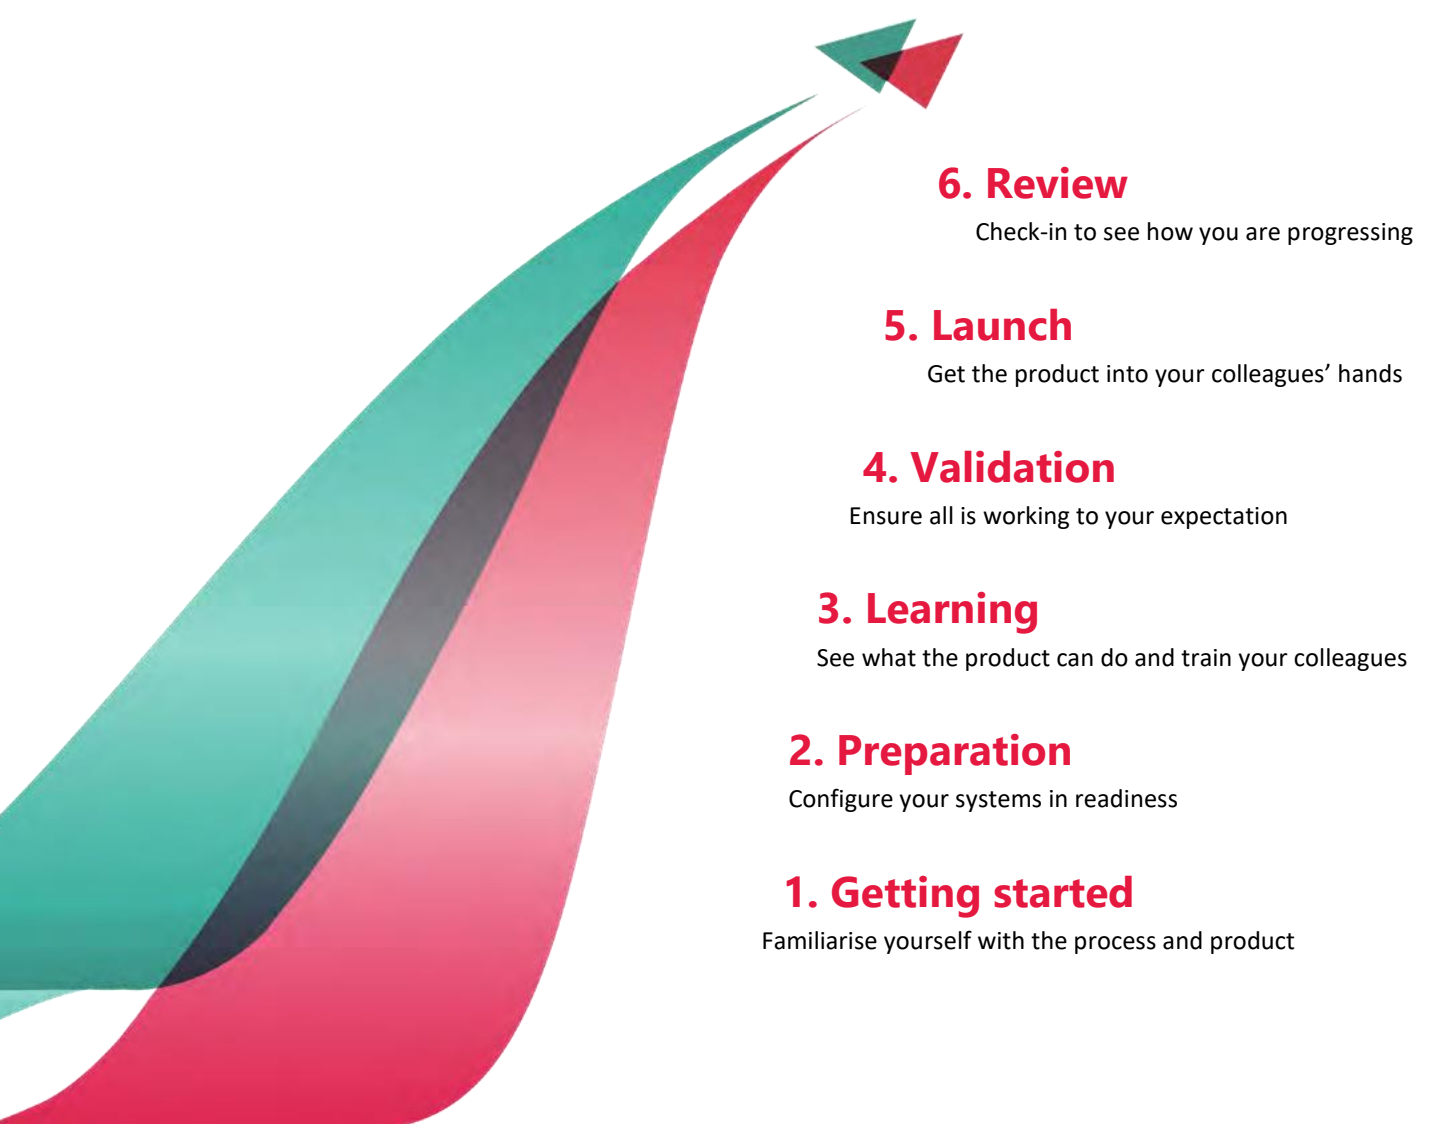 6. Review
Check-in to see how you are progressing
5. Launch
Get the product into your colleagues’ hands
4. Validation
Ensure all is working to your expectation
3. Learning
See what the product can do and train your colleagues
2. Preparation
Configure your systems in readiness
1. Getting started
Familiarise yourself with the process and product